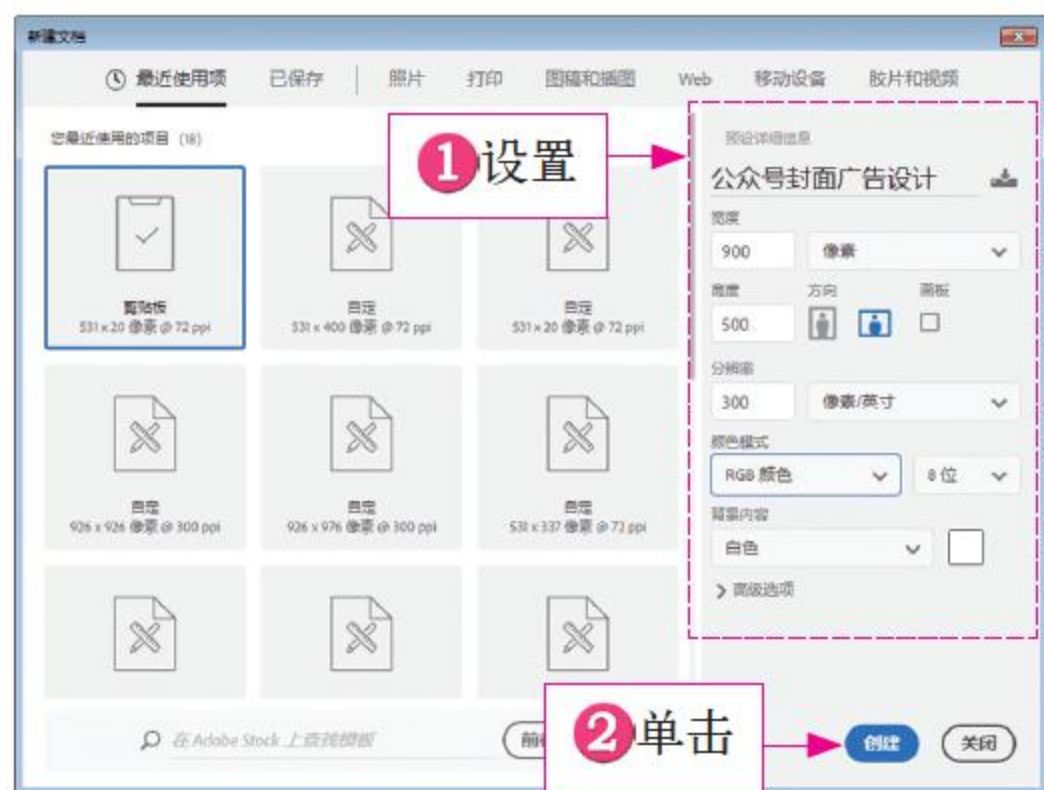 新建文档
最近使用项 已保存 照片 打印 图稿和插图 Web 移动设备 胶片和视频
您最近使用的项目 (18)
❶设置
剪贴板
531 x 20 像素 @ 72 ppi
自定
531 x 400 像素 @ 72 ppi
自定
531 x 20 像素 @ 72 ppi
自定
926 x 926 像素 @ 300 ppi
自定
926 x 976 像素 @ 300 ppi
自定
531 x 337 像素 @ 72 ppi
在 Adobe Stock 上查找模板
前
预设详细信息
公众号封面广告设计
宽度
900 像素
高度 方向 画板
500
分辨率
300 像素/英寸
颜色模式
RGB 颜色 8 位
背景内容
白色
高级选项
❷单击
创建 关闭